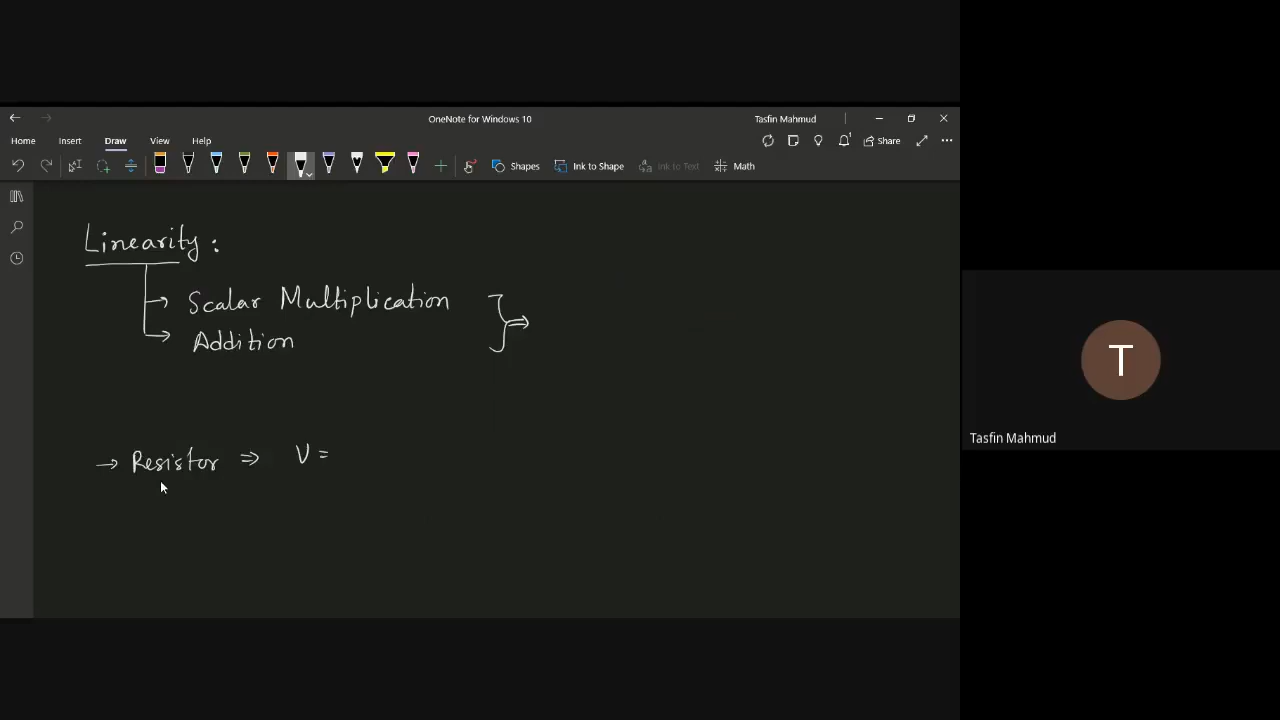 OneNote for Windows 10
Tasfin Mahmud
Home Insert Draw View Help
Share
Shapes Ink to Shape Ink to Text Math
Linearity :
→ Scalar Multiplication
→ Addition
} ⇒
→ Resistor ⇒ V =
T
Tasfin Mahmud